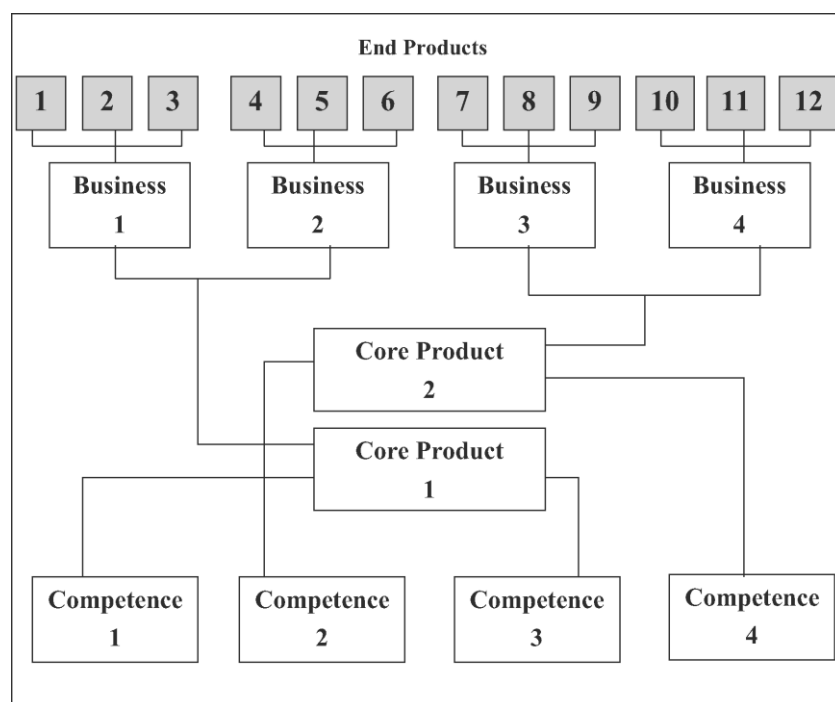 End Products
1 2 3 4 5 6 7 8 9 10 11 12
Business Business Business Business
1 2 3 4
Core Product
2
Core Product
1
Competence Competence Competence Competence
1 2 3 4